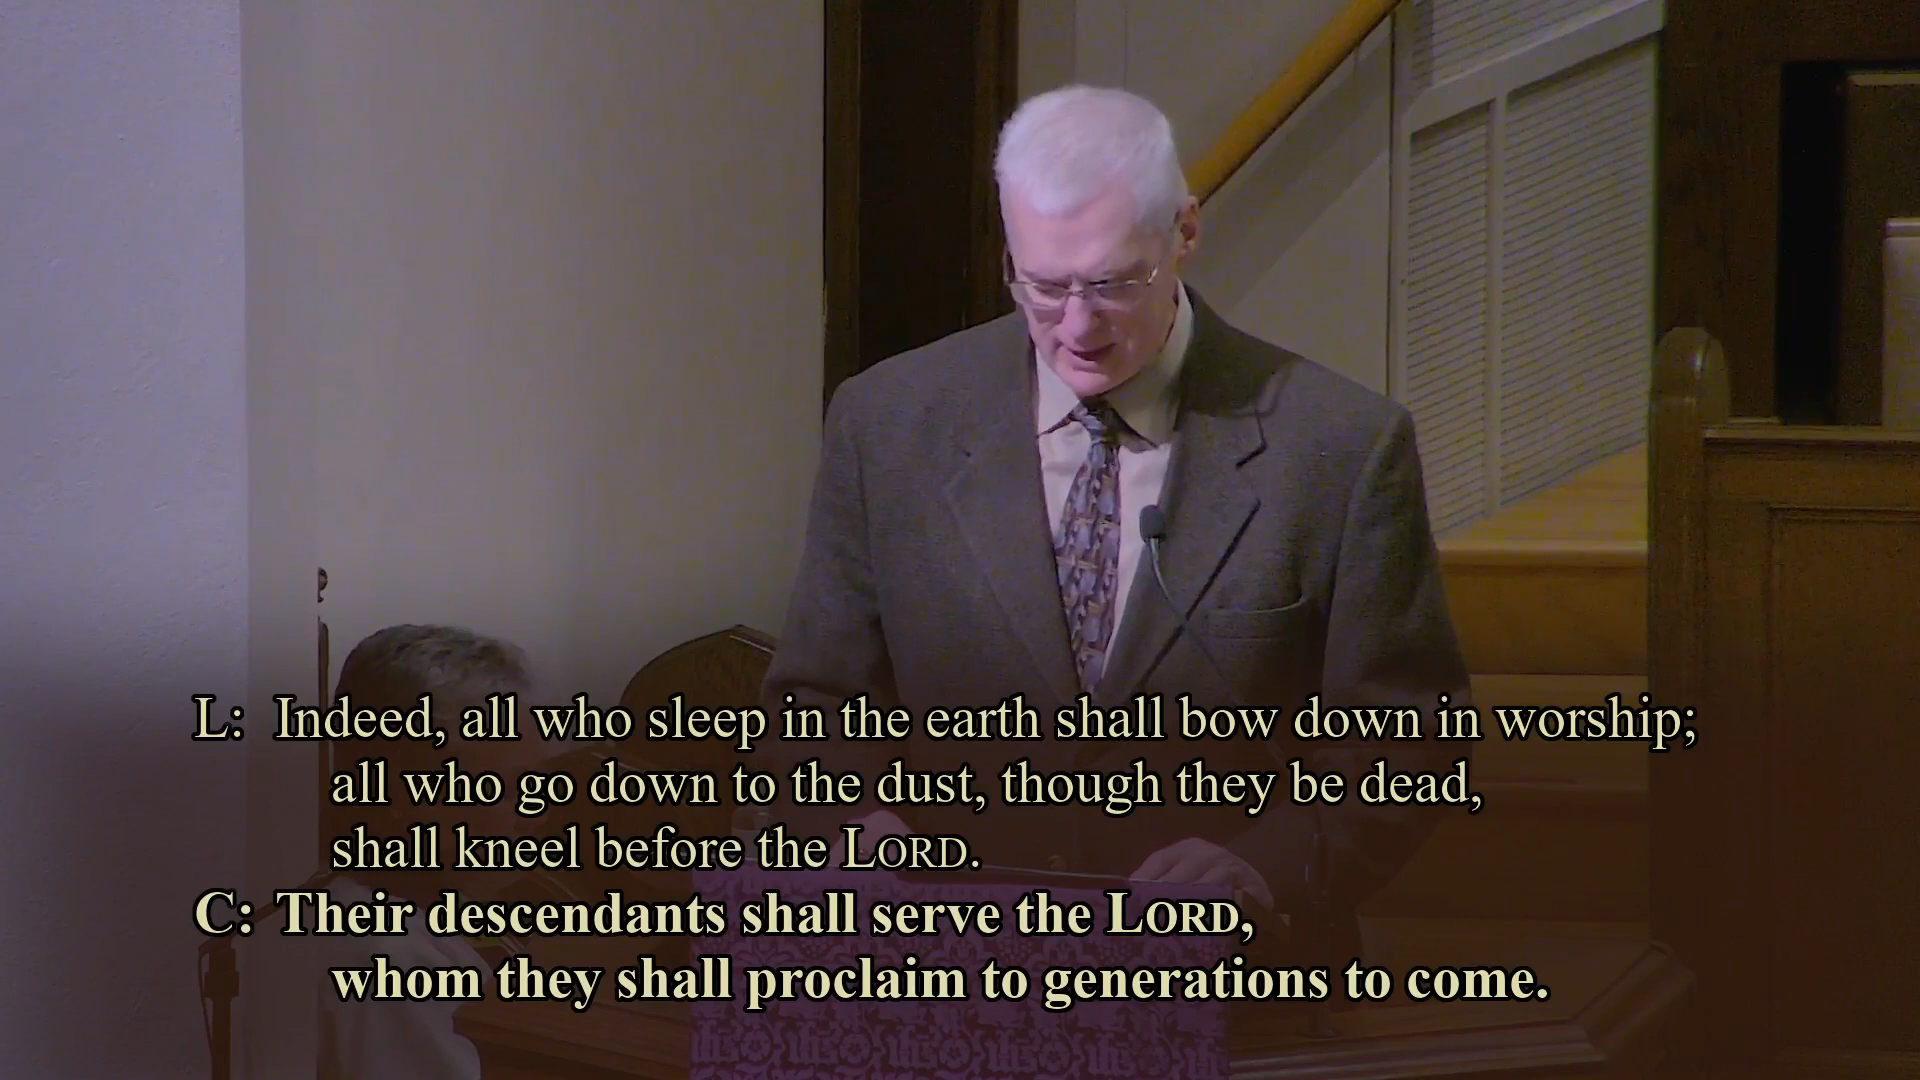 L: Indeed, all who sleep in the earth shall bow down in worship;
all who go down to the dust, though they be dead,
shall kneel before the LORD.
C: Their descendants shall serve the LORD,
whom they shall proclaim to generations to come.